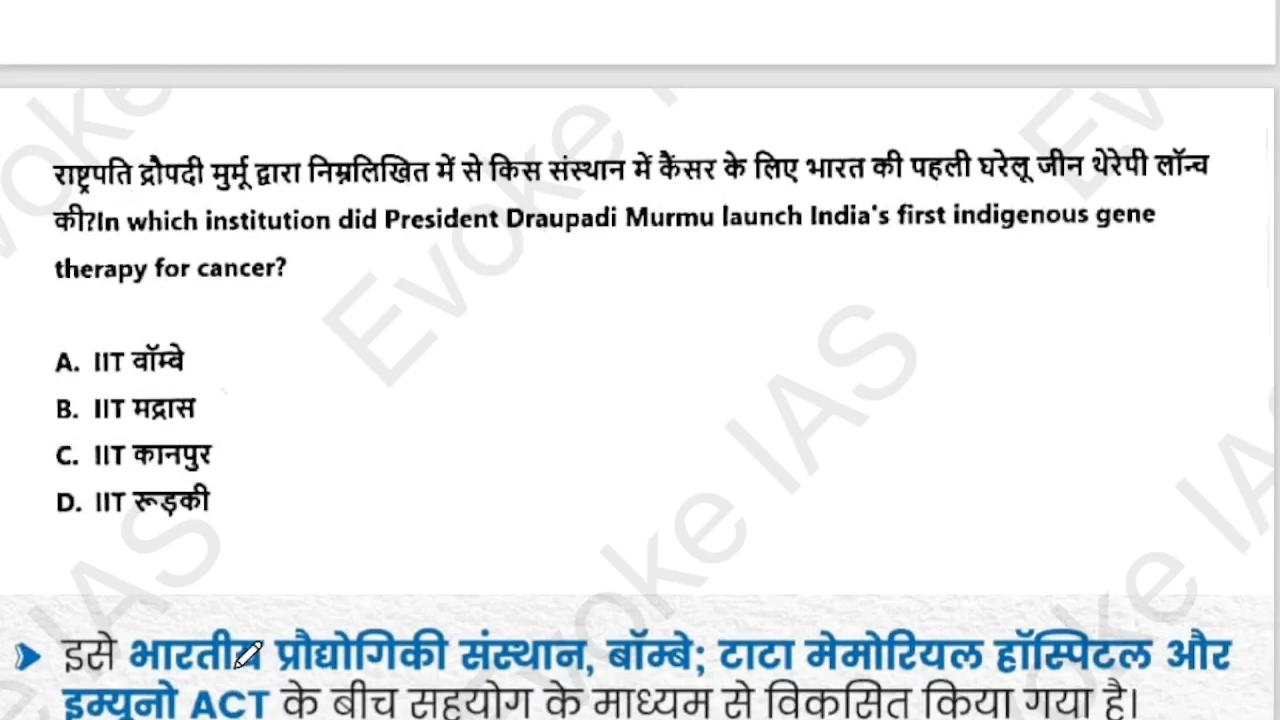 राष्ट्रपति द्रौपदी मुर्मू द्वारा निम्नलिखित में से किस संस्थान में कैंसर के लिए भारत की पहली घरेलू जीन थेरेपी लॉन्च
की?In which institution did President Draupadi Murmu launch India's first indigenous gene
therapy for cancer?
A. IIT बॉम्बे
B. IIT मद्रास
C. IIT कानपुर
D. IIT रूड़की
इसे भारतीय प्रौद्योगिकी संस्थान, बॉम्बे; टाटा मेमोरियल हॉस्पिटल और
इम्यूनो ACT के बीच सहयोग के माध्यम से विकसित किया गया है।
Evoke IAS